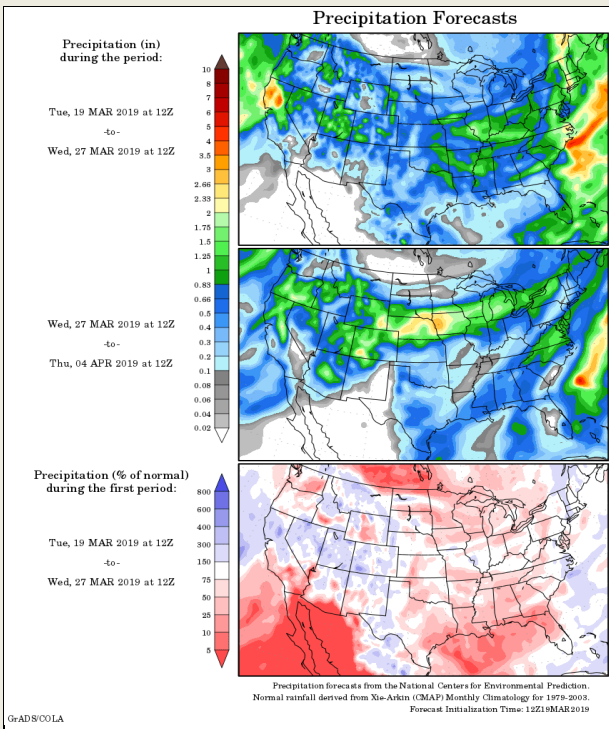 Precipitation Forecasts
Precipitation (in)
during the period:
Tue, 19 MAR 2019 at 12Z
-to-
Wed, 27 MAR 2019 at 12Z
10
8
7
6
5
4
3.5
3
2.66
2.33
2
1.75
1.5
1.25
1
0.83
0.66
0.5
0.4
0.3
0.2
0.1
0.08
0.06
0.04
0.02
Wed, 27 MAR 2019 at 12Z
-to-
Thu, 04 APR 2019 at 12Z
Precipitation (% of normal)
during the first period:
Tue, 19 MAR 2019 at 12Z
-to-
Wed, 27 MAR 2019 at 12Z
800
600
400
300
150
75
50
25
10
5
Precipitation forecasts from the National Centers for Environmental Prediction.
Normal rainfall derived from Xie-Arkin (CMAP) Monthly Climatology for 1979-2003.
Forecast Initialization Time: 12Z19MAR2019
GrADS/COLA